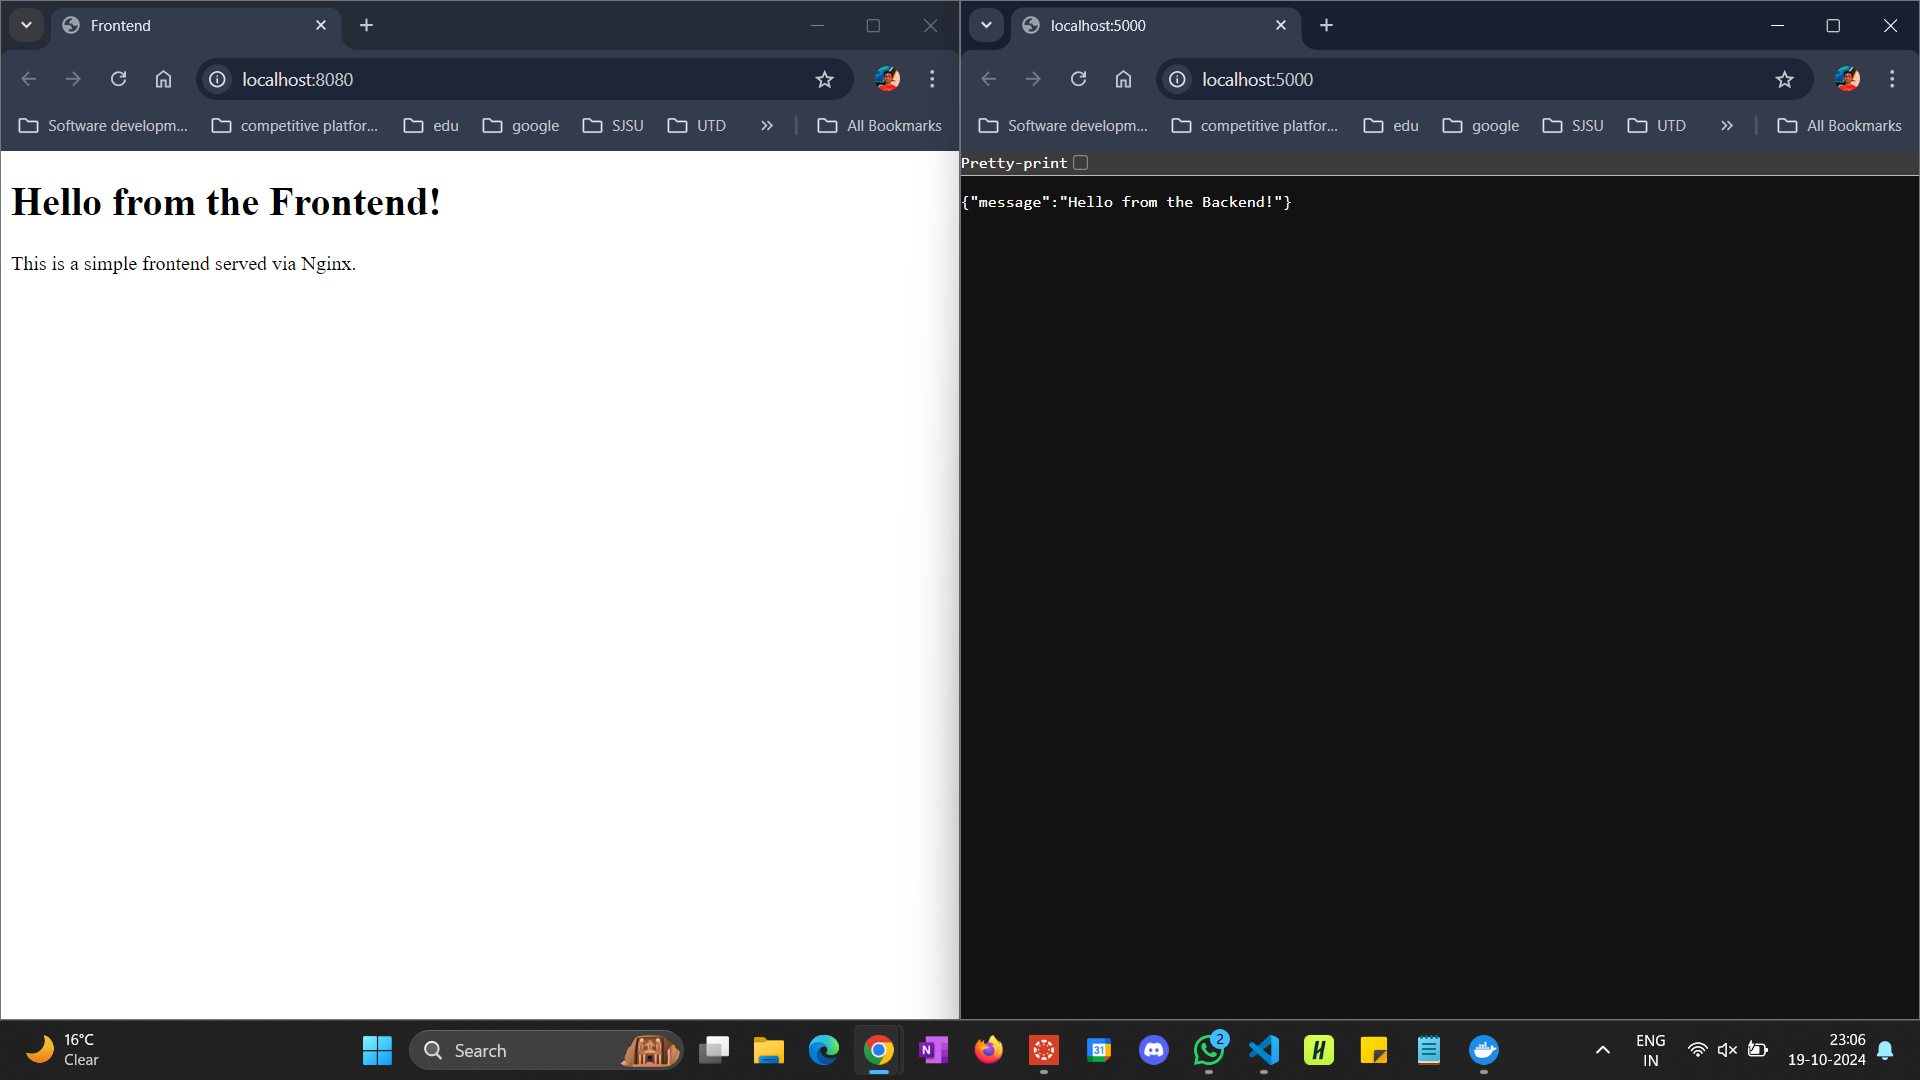 Frontend
localhost:8080
Software developm...
competitive platfor...
edu
google
SJSU
UTD
All Bookmarks
Hello from the Frontend!
This is a simple frontend served via Nginx.
localhost:5000
localhost:5000
Software developm...
competitive platfor...
edu
google
SJSU
UTD
All Bookmarks
Pretty-print
{"message":"Hello from the Backend!"}
16°C
Clear
Search
N
31
2
H
ENG
IN
23:06
19-10-2024